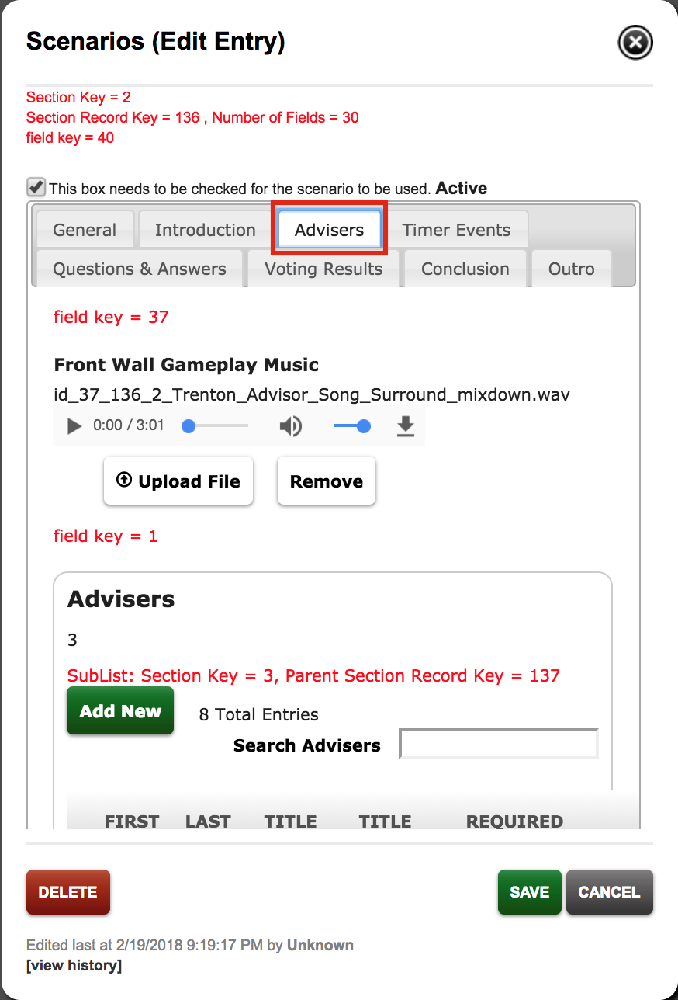 Scenarios (Edit Entry)
Section Key = 2
Section Record Key = 136 , Number of Fields = 30
field key = 40
This box needs to be checked for the scenario to be used. Active
General Introduction Advisers Timer Events
Questions & Answers Voting Results Conclusion Outro
field key = 37
Front Wall Gameplay Music
id_37_136_2_Trenton_Advisor_Song_Surround_mixdown.wav
0:00 / 3:01
Upload File Remove
field key = 1
Advisers
3
SubList: Section Key = 3, Parent Section Record Key = 137
Add New 8 Total Entries
Search Advisers
FIRST LAST TITLE TITLE REQUIRED
DELETE SAVE CANCEL
Edited last at 2/19/2018 9:19:17 PM by Unknown
[view history]